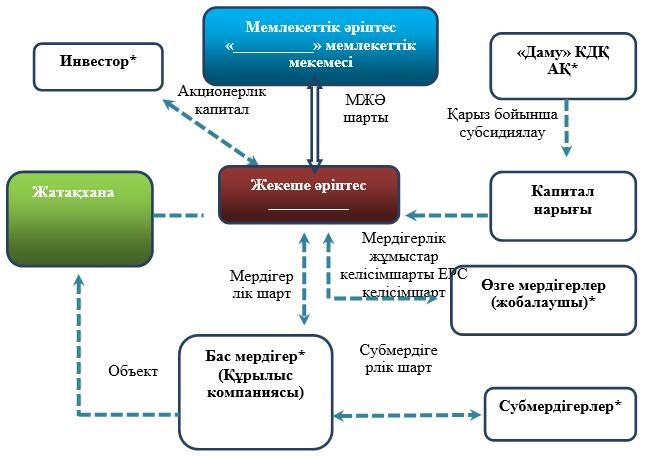 Мемлекеттік әріптес
«__________» мемлекеттік
мекемесі
Инвестор*
«Даму» КДҚ
АҚ*
Акционерлік
капитал
МЖӘ
шарты
Қарыз бойынша
субсидиялау
Жатақхана
Жекеше әріптес
__________
Капитал
нарығы
Мердігер
лік шарт
Мердігерлік
жұмыстар
келісімшарты EPC
келісімшарт
Өзге мердігерлер
(жобалаушы)*
Объект
Бас мердігер*
(Құрылыс
компаниясы)
Субмердіге
рлік шарт
Субмердігерлер*